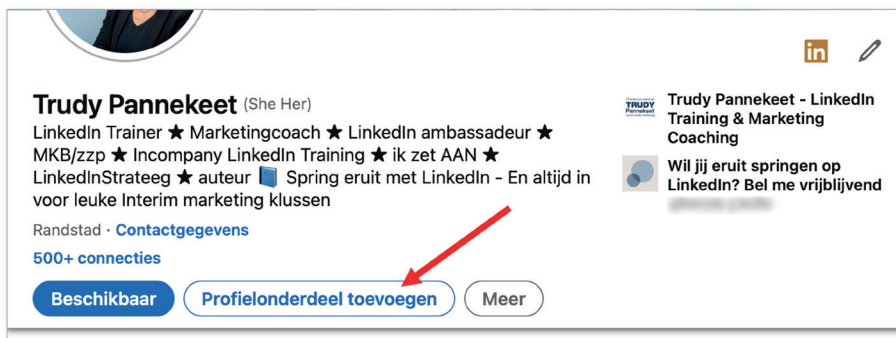 in
Trudy Pannekeet (She Her)
LinkedIn Trainer ★ Marketingcoach ★ LinkedIn ambassadeur ★
MKB/zzp ★ Incompany LinkedIn Training ★ ik zet AAN ★
LinkedInStrateeg ★ auteur 📘 Spring eruit met LinkedIn - En altijd in
voor leuke Interim marketing klussen
Randstad · Contactgegevens
500+ connecties
Beschikbaar
Profielonderdeel toevoegen
Meer
TRUDY
Pannekeet
Trudy Pannekeet - LinkedIn
Training & Marketing
Coaching
Wil jij eruit springen op
LinkedIn? Bel me vrijblijvend